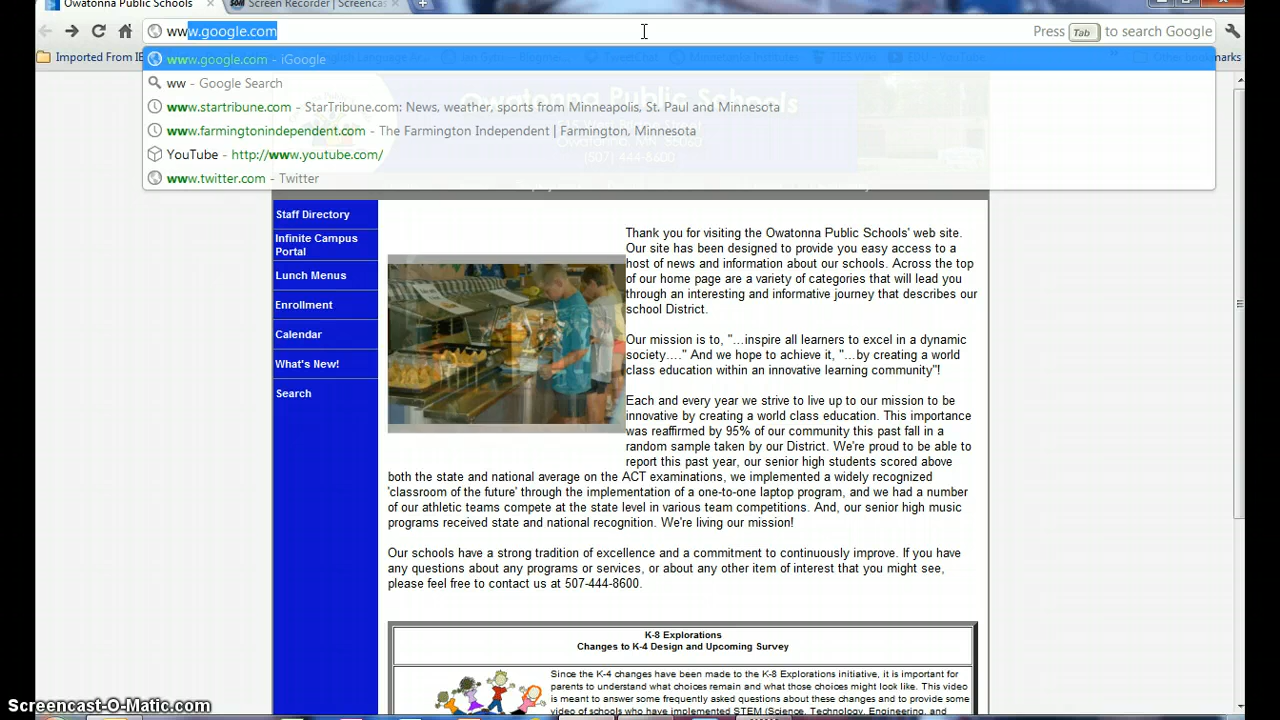 Owatonna Public Schools
Screen Recorder | Screencas
www.google.com
Press Tab to search Google
Imported From IE
www.google.com - iGoogle
ww - Google Search
www.startribune.com - StarTribune.com: News, weather, sports from Minneapolis, St. Paul and Minnesota
www.farmingtonindependent.com - The Farmington Independent | Farmington, Minnesota
YouTube - http://www.youtube.com/
www.twitter.com - Twitter
Staff Directory
Infinite Campus
Portal
Lunch Menus
Enrollment
Calendar
What's New!
Search
Thank you for visiting the Owatonna Public Schools' web site.
Our site has been designed to provide you easy access to a
host of news and information about our schools. Across the top
of our home page are a variety of categories that will lead you
through an interesting and informative journey that describes our
school District.
Our mission is to, "...inspire all learners to excel in a dynamic
society...." And we hope to achieve it, "...by creating a world
class education within an innovative learning community"!
Each and every year we strive to live up to our mission to be
innovative by creating a world class education. This importance
was reaffirmed by 95% of our community this past fall in a
random sample taken by our District. We're proud to be able to
report this past year, our senior high students scored above
both the state and national average on the ACT examinations, we implemented a widely recognized
'classroom of the future' through the implementation of a one-to-one laptop program, and we had a number
of our athletic teams compete at the state level in various team competitions. And, our senior high music
programs received state and national recognition. We're living our mission!
Our schools have a strong tradition of excellence and a commitment to continuously improve. If you have
any questions about any programs or services, or about any other item of interest that you might see,
please feel free to contact us at 507-444-8600.
K-8 Explorations
Changes to K-4 Design and Upcoming Survey
Since the K-4 changes have been made to the K-8 Explorations initiative, it is important for
parents to understand what choices remain and what those choices might look like. This video
is meant to answer some frequently asked questions about these changes and to provide some
video of schools who have implemented STEM (Science, Technology, Engineering, and
Screencast-O-Matic.com